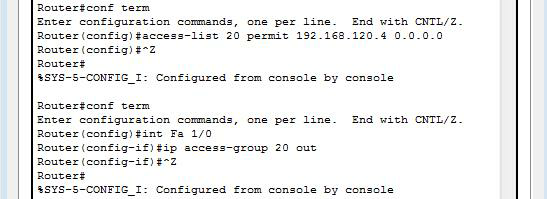 Router#conf term
Enter configuration commands, one per line.  End with CNTL/Z.
Router(config)#access-list 20 permit 192.168.120.4 0.0.0.0
Router(config)#^Z
Router#
%SYS-5-CONFIG_I: Configured from console by console
Router#conf term
Enter configuration commands, one per line.  End with CNTL/Z.
Router(config)#int Fa 1/0
Router(config-if)#ip access-group 20 out
Router(config-if)#^Z
Router#
%SYS-5-CONFIG_I: Configured from console by console